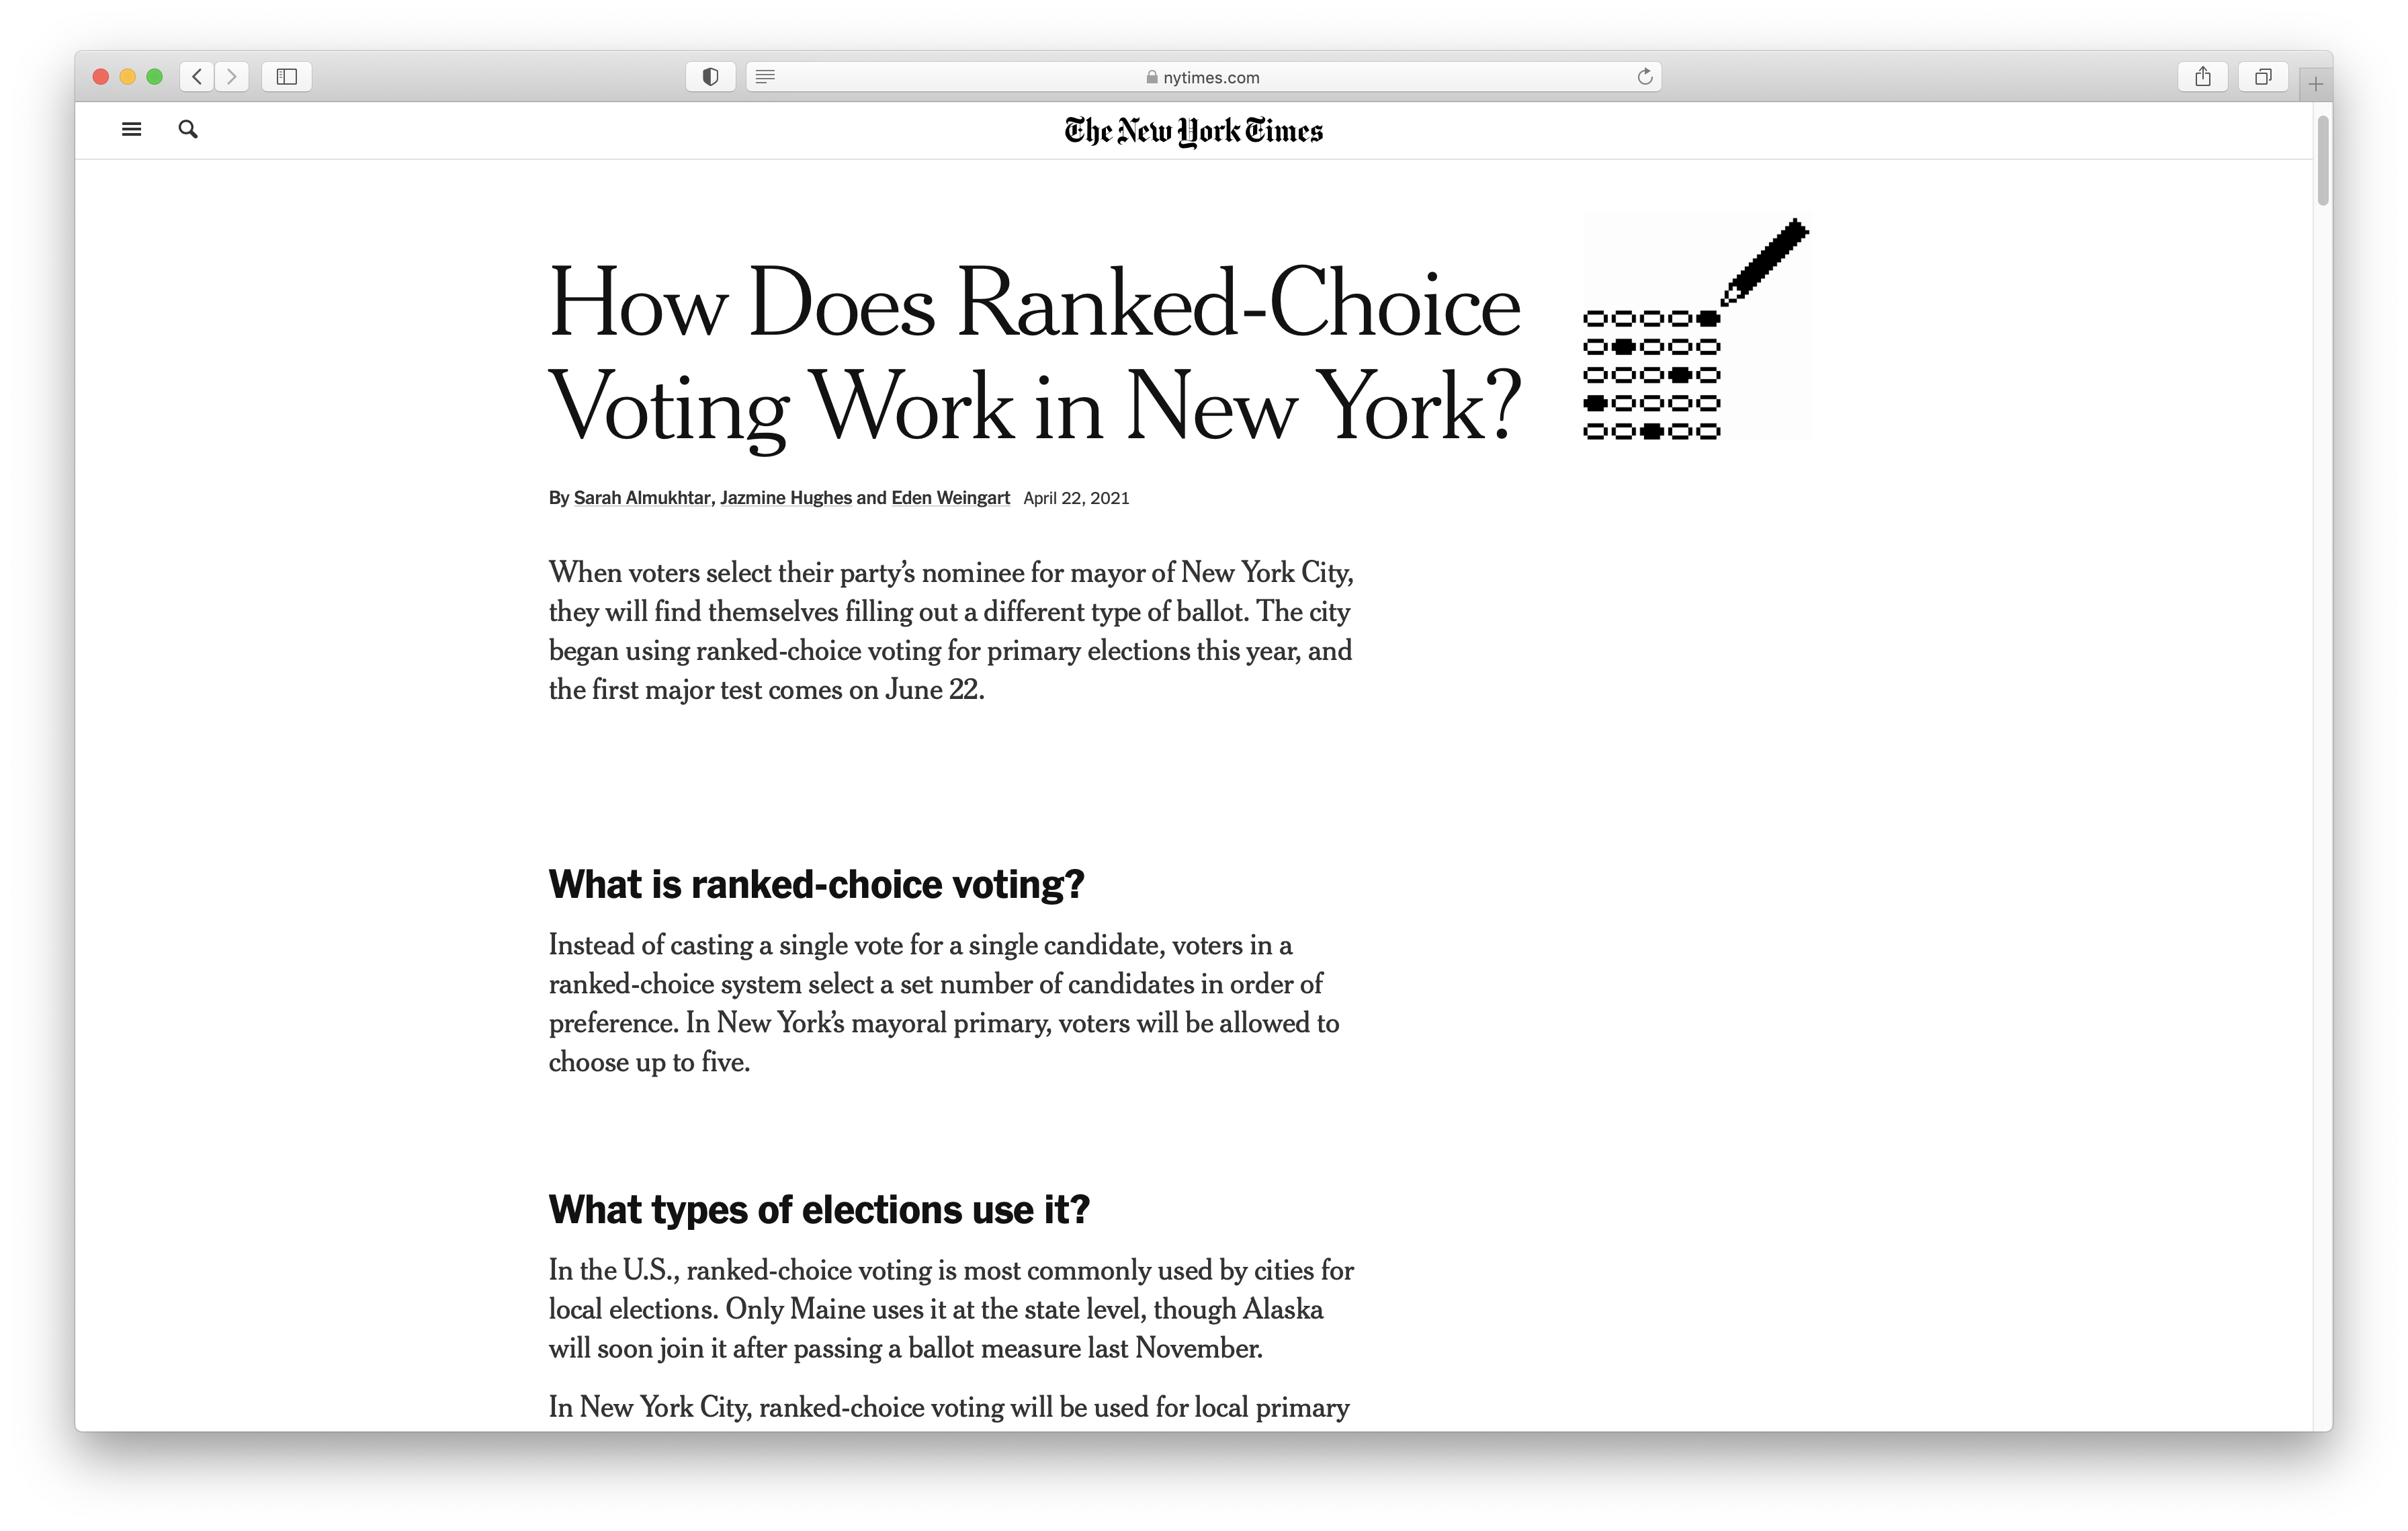 nytimes.com
The New York Times
How Does Ranked-Choice
Voting Work in New York?
By Sarah Almukhtar, Jazmine Hughes and Eden Weingart April 22, 2021
When voters select their party’s nominee for mayor of New York City,
they will find themselves filling out a different type of ballot. The city
began using ranked-choice voting for primary elections this year, and
the first major test comes on June 22.
What is ranked-choice voting?
Instead of casting a single vote for a single candidate, voters in a
ranked-choice system select a set number of candidates in order of
preference. In New York’s mayoral primary, voters will be allowed to
choose up to five.
What types of elections use it?
In the U.S., ranked-choice voting is most commonly used by cities for
local elections. Only Maine uses it at the state level, though Alaska
will soon join it after passing a ballot measure last November.
In New York City, ranked-choice voting will be used for local primary